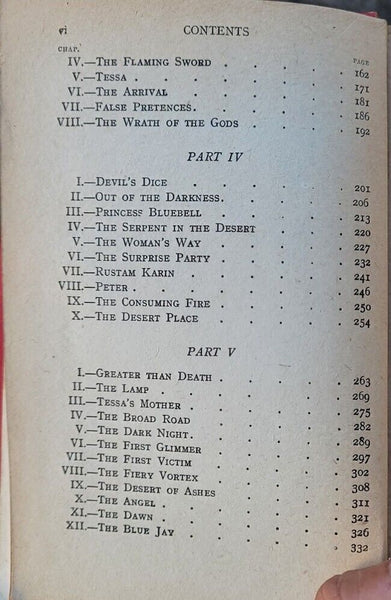 vi CONTENTS
CHAP. PAGE
IV.—The Flaming Sword . . . . 162
V.—Tessa . . . . . . 171
VI.—The Arrival . . . . . 181
VII.—False Pretences. . . . . 186
VIII.—The Wrath of the Gods . . . 192
PART IV
I.—Devil's Dice . . . . . 201
II.—Out of the Darkness. . . . . 206
III.—Princess Bluebell . . . . 213
IV.—The Serpent in the Desert . . . 220
V.—The Woman's Way . . . . 227
VI.—The Surprise Party . . . . 232
VII.—Rustam Karin . . . . . 241
VIII.—Peter . . . . . . 246
IX.—The Consuming Fire . . . . 250
X.—The Desert Place . . . . 254
PART V
I.—Greater than Death . . . . 263
II.—The Lamp . . . . . 269
III.—Tessa's Mother . . . . 275
IV.—The Broad Road . . . . 282
V.—The Dark Night. . . . . 289
VI.—The First Glimmer . . . . 297
VII.—The First Victim . . . . 302
VIII.—The Fiery Vortex . . . . 308
IX.—The Desert of Ashes . . . . 311
X.—The Angel . . . . . 321
XI.—The Dawn . . . . . 326
XII.—The Blue Jay . . . . . 332